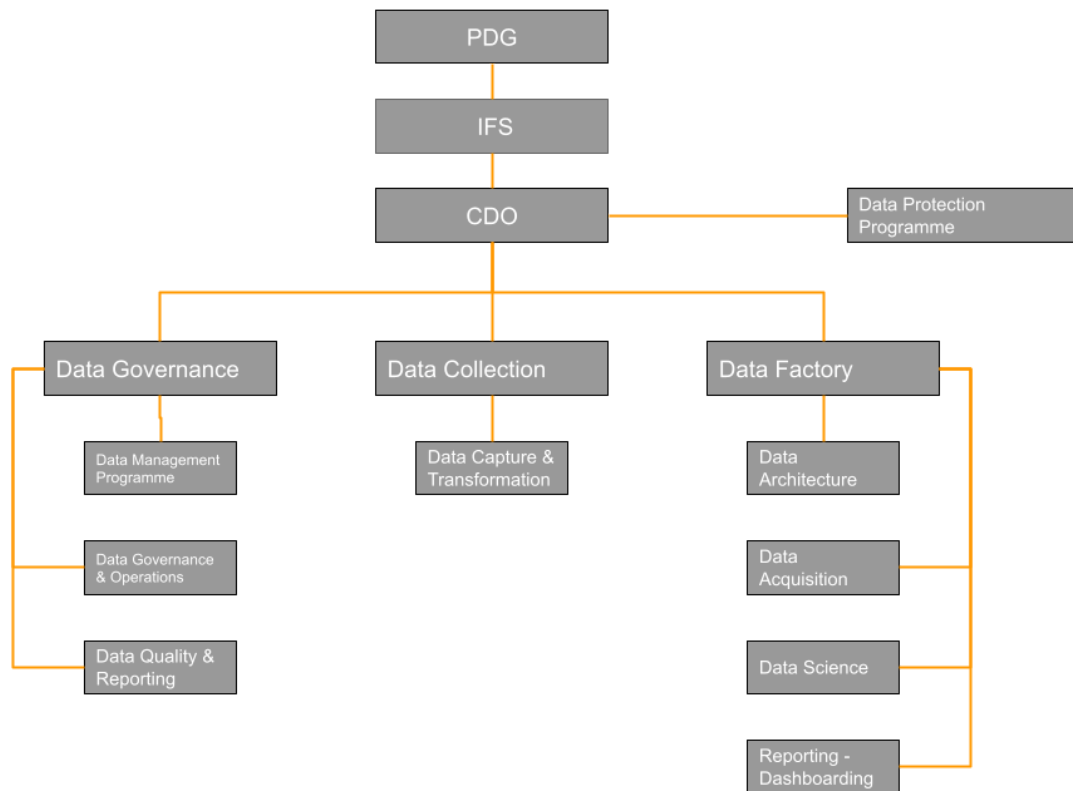 PDG
IFS
CDO
Data Protection
Programme
Data Governance
Data Collection
Data Factory
Data Management
Programme
Data Capture &
Transformation
Data
Architecture
Data Governance
& Operations
Data
Acquisition
Data Quality &
Reporting
Data Science
Reporting -
Dashboarding